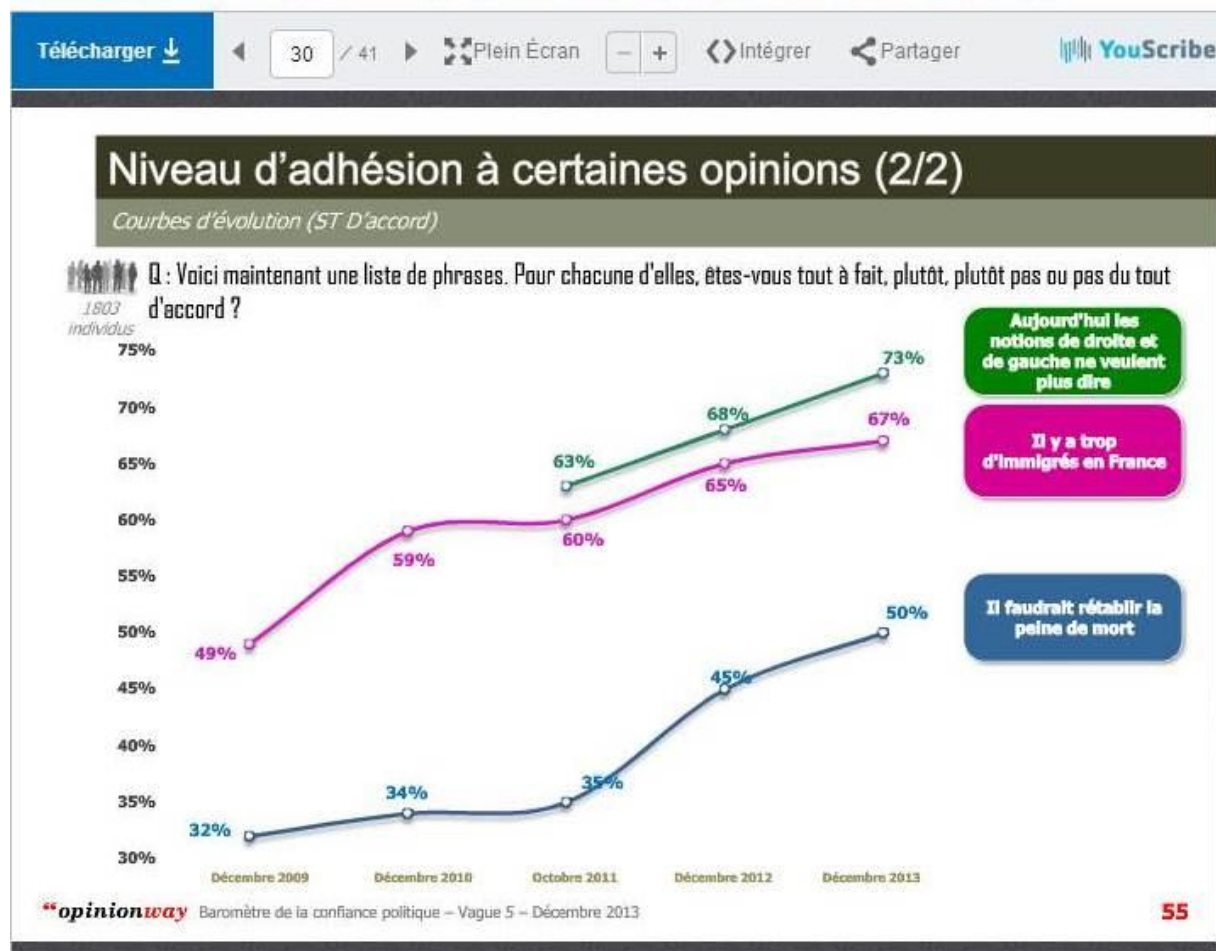 Télécharger
30 / 41
Plein Écran
− +
Intégrer
Partager
YouScribe
Niveau d'adhésion à certaines opinions (2/2)
Courbes d'évolution (ST D'accord)
Q : Voici maintenant une liste de phrases. Pour chacune d'elles, êtes-vous tout à fait, plutôt, plutôt pas ou pas du tout
d'accord ?
1803
individus
Aujourd'hui les
notions de droite et
de gauche ne veulent
plus dire
Il y a trop
d'immigrés en France
Il faudrait rétablir la
peine de mort
75%
70%
65%
60%
55%
50%
45%
40%
35%
30%
63%
68%
73%
49%
59%
60%
65%
67%
32%
34%
35%
45%
50%
Décembre 2009
Décembre 2010
Octobre 2011
Décembre 2012
Décembre 2013
“opinionway Baromètre de la confiance politique – Vague 5 – Décembre 2013
55